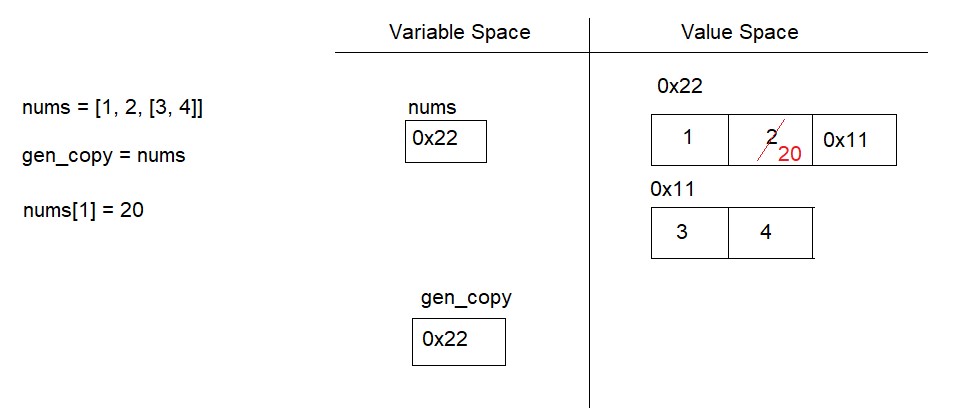 Variable Space
Value Space
nums = [1, 2, [3, 4]]
gen_copy = nums
nums[1] = 20
nums
0x22
0x22
1 2 20 0x11
0x11
3 4
gen_copy
0x22